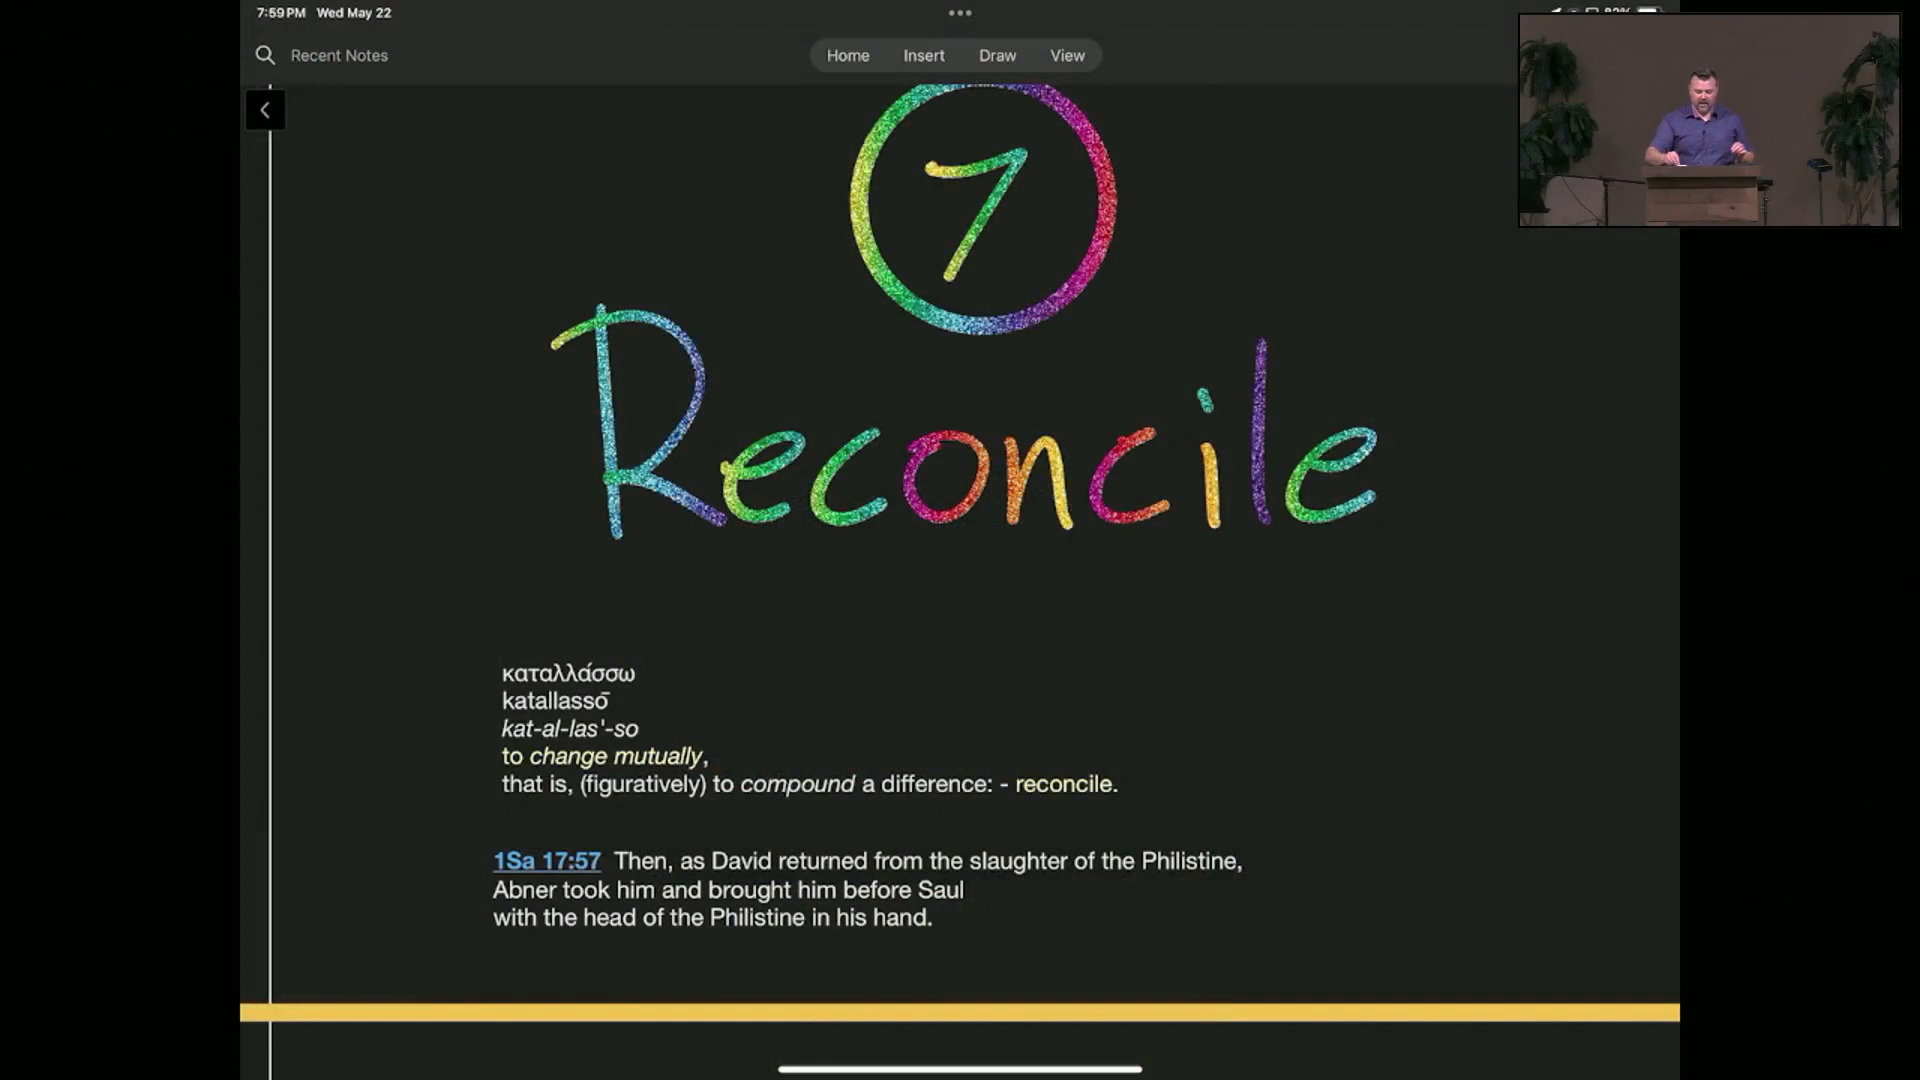 7:59 PM Wed May 22
Recent Notes
Home Insert Draw View
7
Reconcile
καταλλάσσω
katallassō
kat-al-las'-so
to change mutually,
that is, (figuratively) to compound a difference: - reconcile.
1Sa 17:57 Then, as David returned from the slaughter of the Philistine,
Abner took him and brought him before Saul
with the head of the Philistine in his hand.